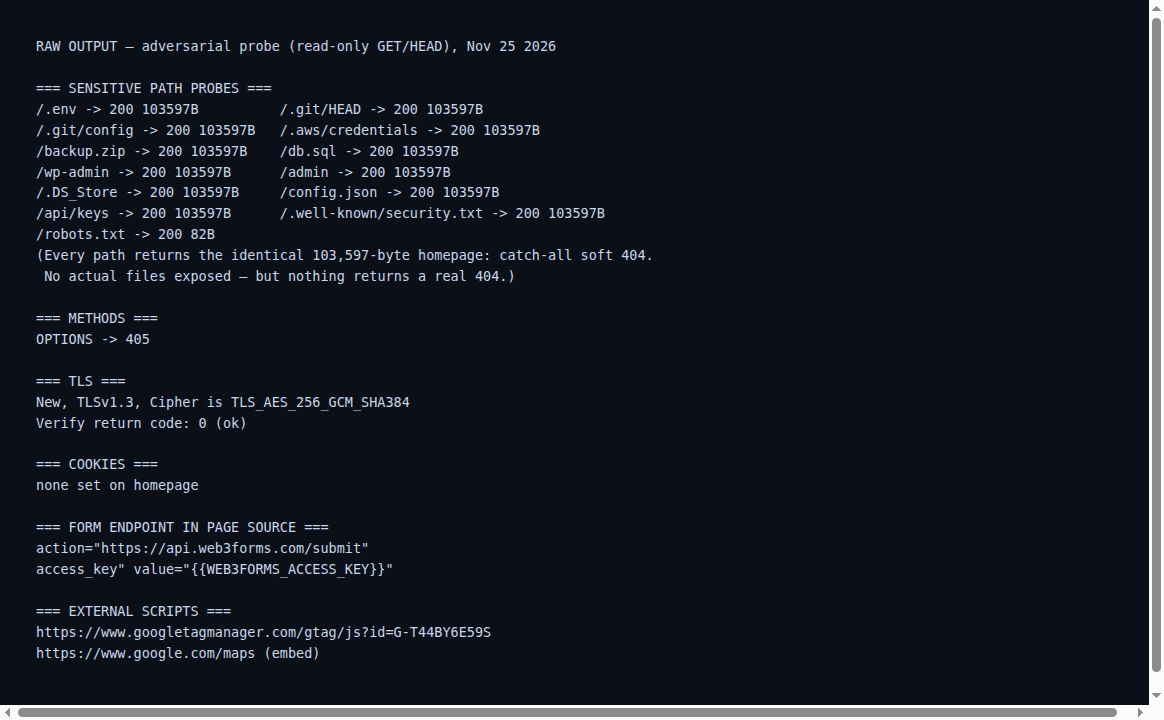 RAW OUTPUT — adversarial probe (read-only GET/HEAD), Nov 25 2026
=== SENSITIVE PATH PROBES ===
/.env -> 200 103597B          /.git/HEAD -> 200 103597B
/.git/config -> 200 103597B   /.aws/credentials -> 200 103597B
/backup.zip -> 200 103597B    /db.sql -> 200 103597B
/wp-admin -> 200 103597B      /admin -> 200 103597B
/.DS_Store -> 200 103597B     /config.json -> 200 103597B
/api/keys -> 200 103597B      /.well-known/security.txt -> 200 103597B
/robots.txt -> 200 82B
(Every path returns the identical 103,597-byte homepage: catch-all soft 404.
 No actual files exposed — but nothing returns a real 404.)
=== METHODS ===
OPTIONS -> 405
=== TLS ===
New, TLSv1.3, Cipher is TLS_AES_256_GCM_SHA384
Verify return code: 0 (ok)
=== COOKIES ===
none set on homepage
=== FORM ENDPOINT IN PAGE SOURCE ===
action="https://api.web3forms.com/submit"
access_key" value="{{WEB3FORMS_ACCESS_KEY}}"
=== EXTERNAL SCRIPTS ===
https://www.googletagmanager.com/gtag/js?id=G-T44BY6E59S
https://www.google.com/maps (embed)